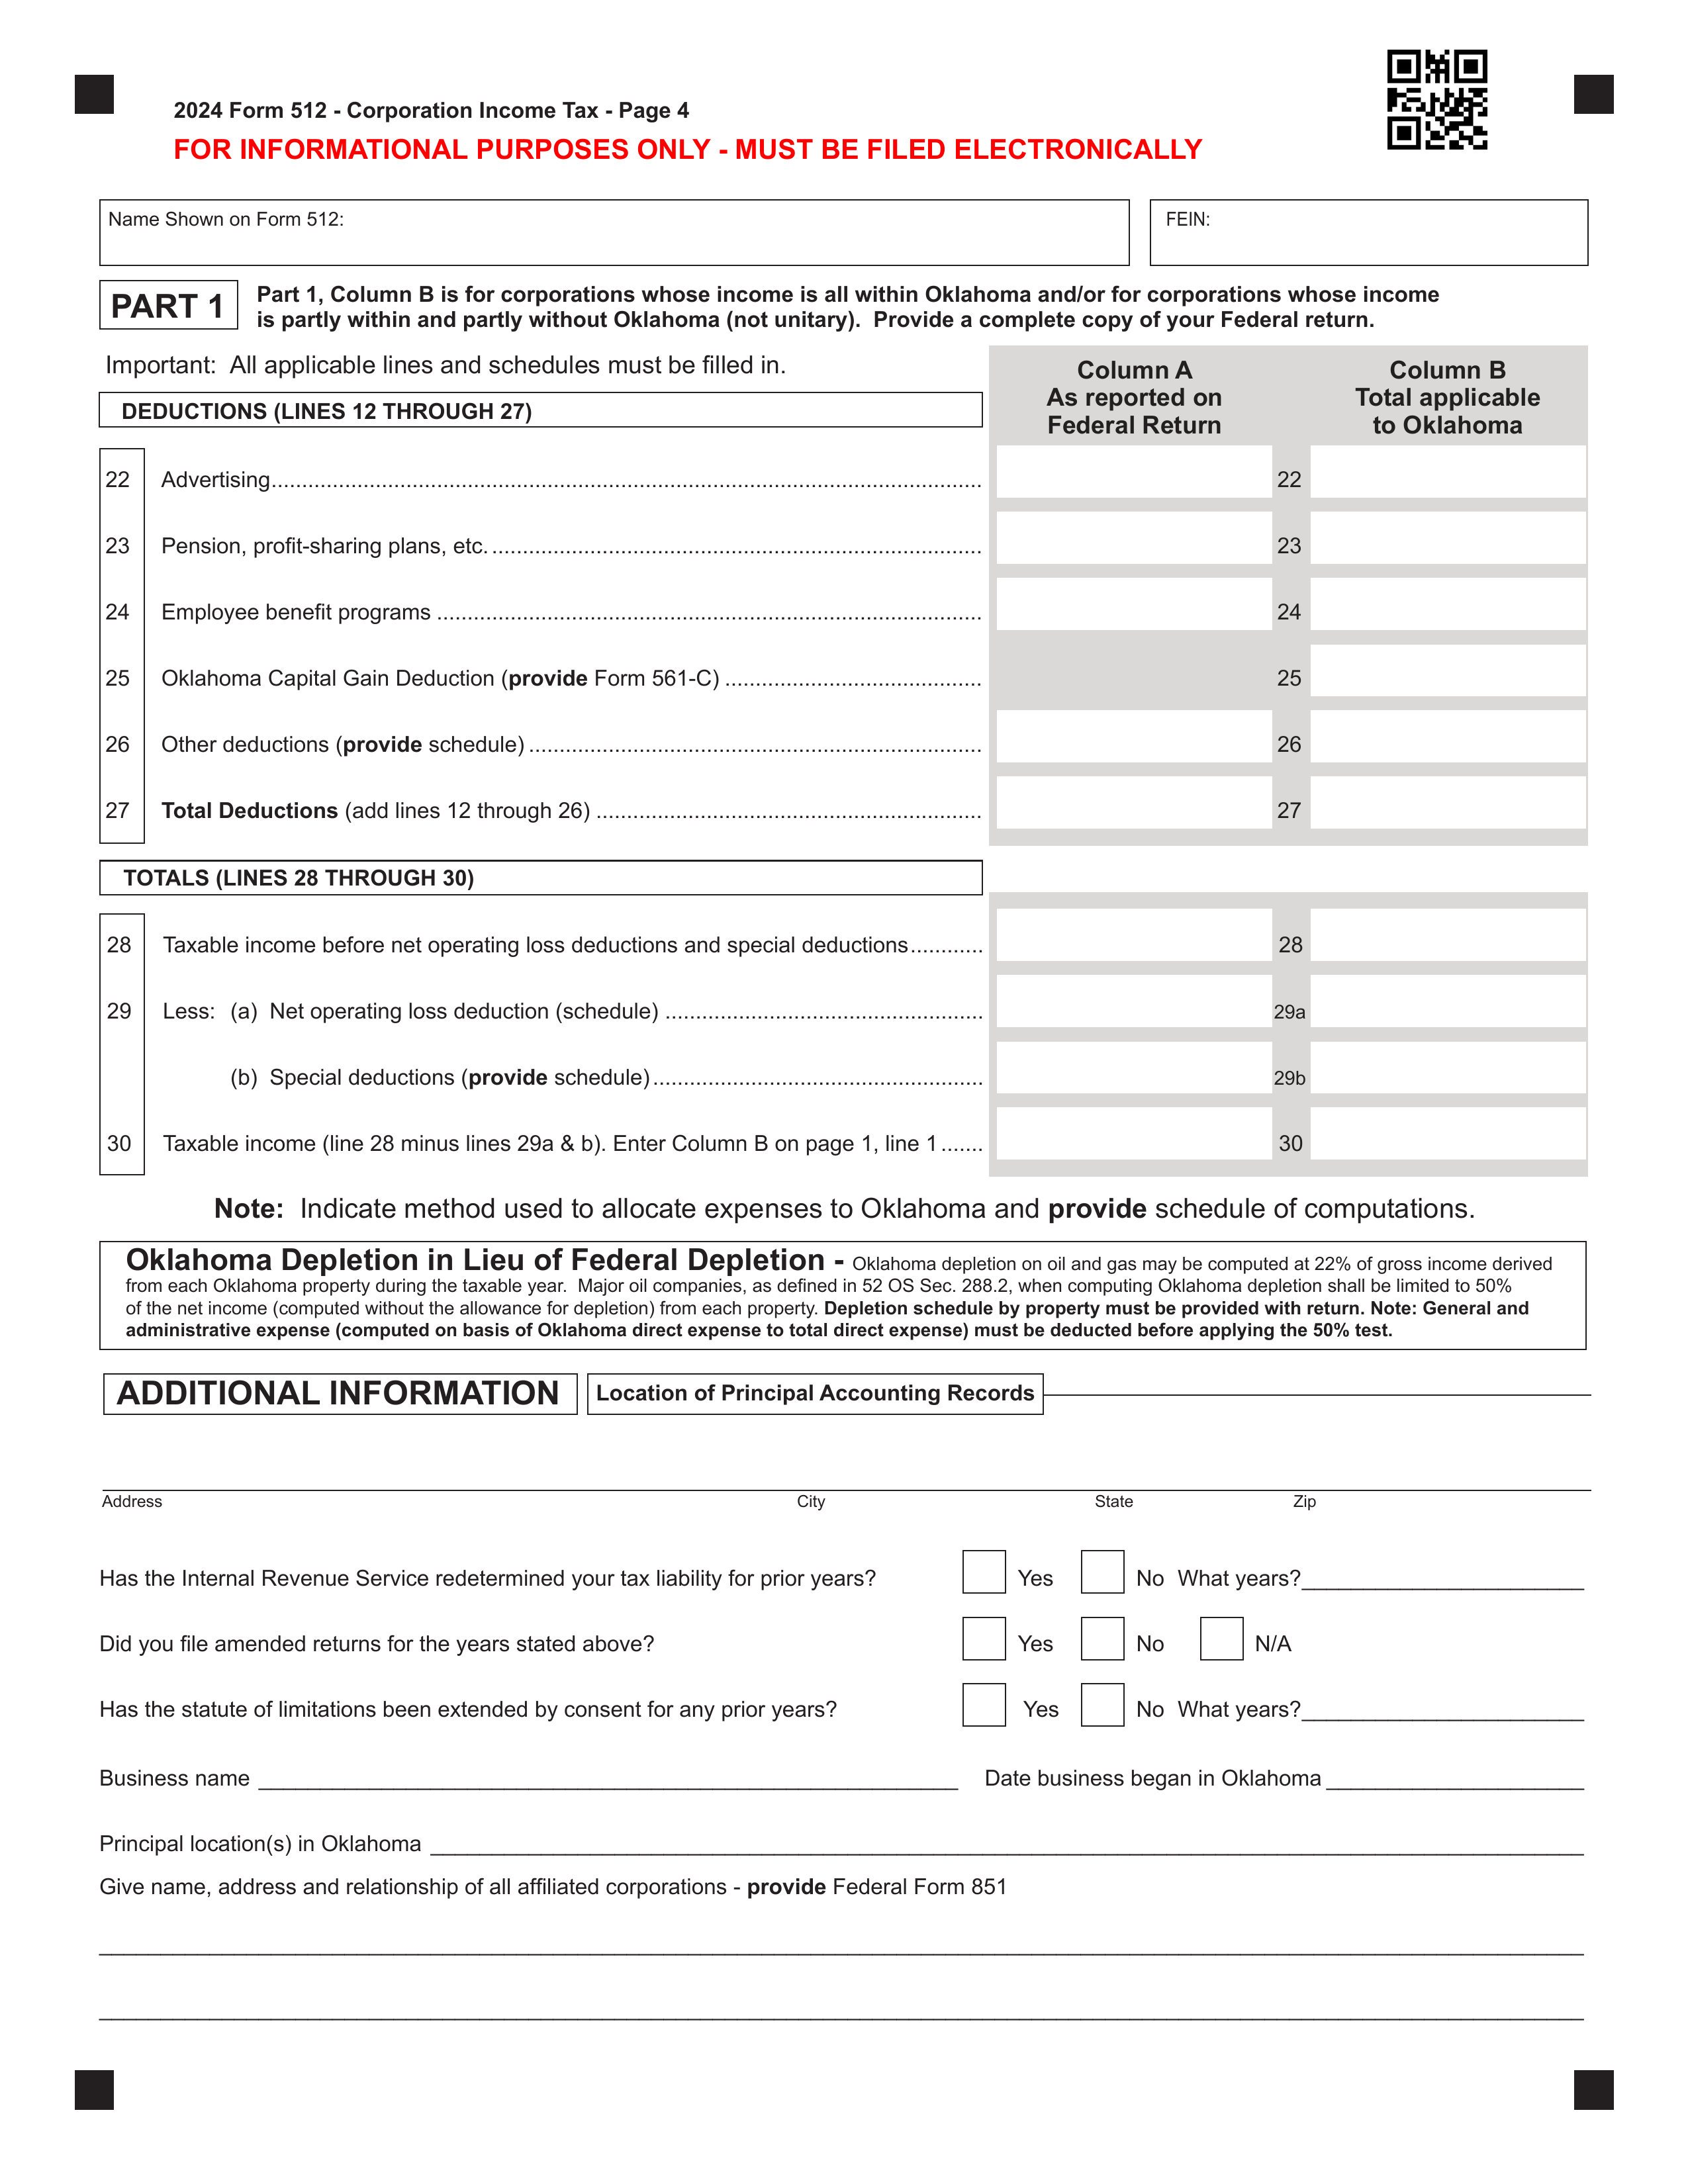 2024 Form 512 - Corporation Income Tax - Page 4
FOR INFORMATIONAL PURPOSES ONLY - MUST BE FILED ELECTRONICALLY
Name Shown on Form 512:
FEIN:
PART 1
Part 1, Column B is for corporations whose income is all within Oklahoma and/or for corporations whose income
is partly within and partly without Oklahoma (not unitary).  Provide a complete copy of your Federal return.
Important:  All applicable lines and schedules must be filled in.
Column A
As reported on
Federal Return
Column B
Total applicable
to Oklahoma
DEDUCTIONS (LINES 12 THROUGH 27)
22 Advertising 22
23 Pension, profit-sharing plans, etc. 23
24 Employee benefit programs 24
25 Oklahoma Capital Gain Deduction (provide Form 561-C) 25
26 Other deductions (provide schedule) 26
27 Total Deductions (add lines 12 through 26) 27
TOTALS (LINES 28 THROUGH 30)
28 Taxable income before net operating loss deductions and special deductions 28
29 Less:  (a)  Net operating loss deduction (schedule) 29a
(b)  Special deductions (provide schedule) 29b
30 Taxable income (line 28 minus lines 29a & b). Enter Column B on page 1, line 1 30
Note:  Indicate method used to allocate expenses to Oklahoma and provide schedule of computations.
Oklahoma Depletion in Lieu of Federal Depletion - Oklahoma depletion on oil and gas may be computed at 22% of gross income derived
from each Oklahoma property during the taxable year.  Major oil companies, as defined in 52 OS Sec. 288.2, when computing Oklahoma depletion shall be limited to 50%
of the net income (computed without the allowance for depletion) from each property. Depletion schedule by property must be provided with return. Note: General and
administrative expense (computed on basis of Oklahoma direct expense to total direct expense) must be deducted before applying the 50% test.
ADDITIONAL INFORMATION
Location of Principal Accounting Records
Address City State Zip
Has the Internal Revenue Service redetermined your tax liability for prior years? Yes No What years?
Did you file amended returns for the years stated above? Yes No N/A
Has the statute of limitations been extended by consent for any prior years? Yes No What years?
Business name Date business began in Oklahoma
Principal location(s) in Oklahoma
Give name, address and relationship of all affiliated corporations - provide Federal Form 851